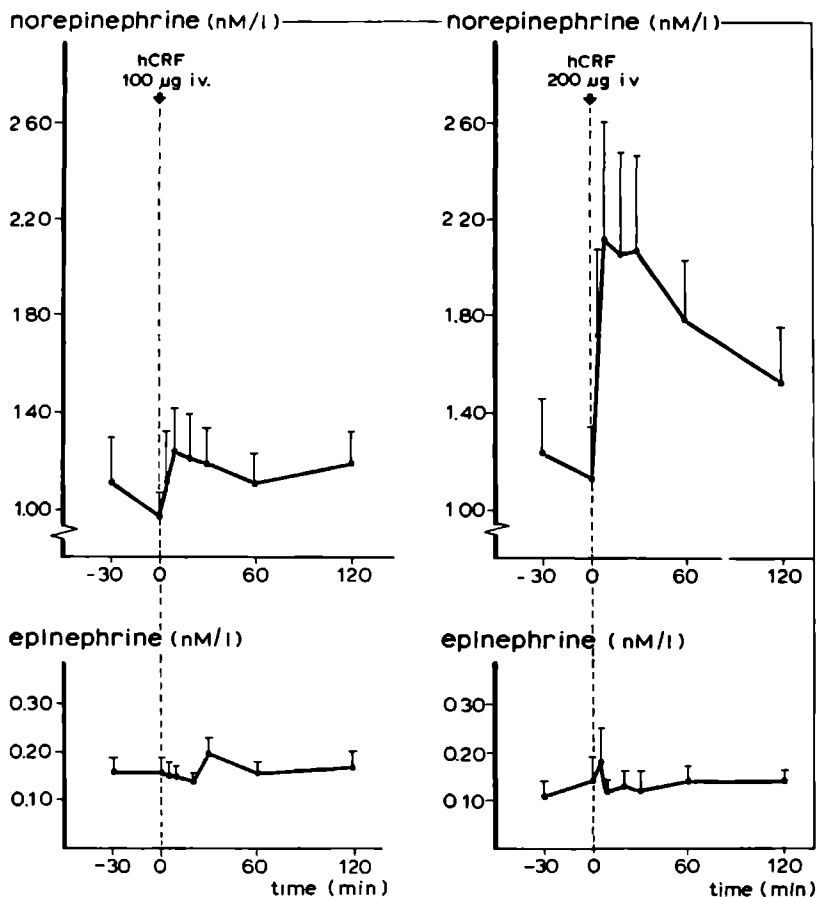 norepinephrine (nM/l)
norepinephrine (nM/l)
hCRF
100 µg iv.
hCRF
200 µg iv
2.60
2.20
1.80
1.40
1.00
-30 0 60 120
2.60
2.20
1.80
1.40
1.00
-30 0 60 120
epinephrine (nM/l)
0.30
0.20
0.10
-30 0 60 120
time (min)
epinephrine (nM/l)
0.30
0.20
0.10
-30 0 60 120
time (min)